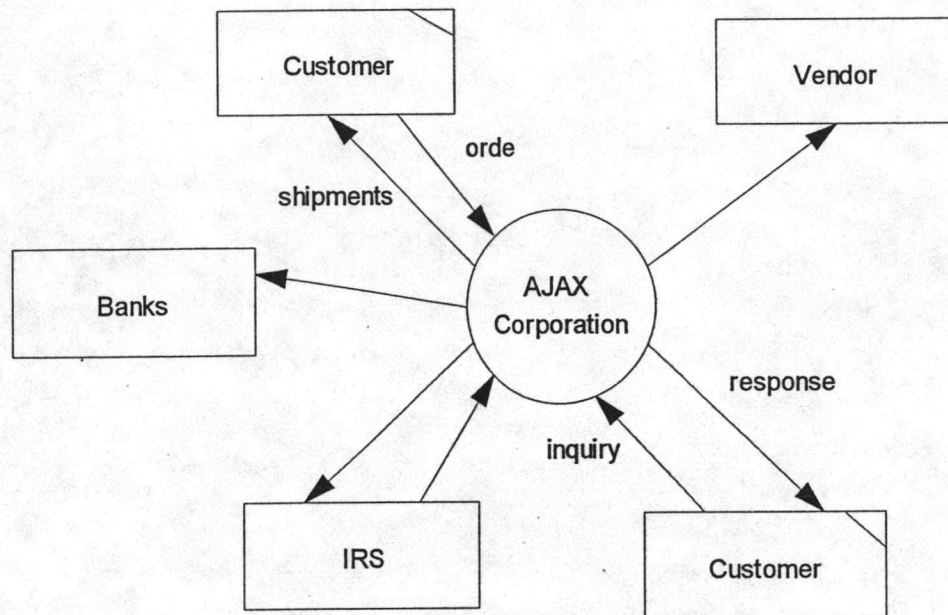 Customer
Vendor
orde
shipments
Banks
AJAX
Corporation
response
inquiry
IRS
Customer